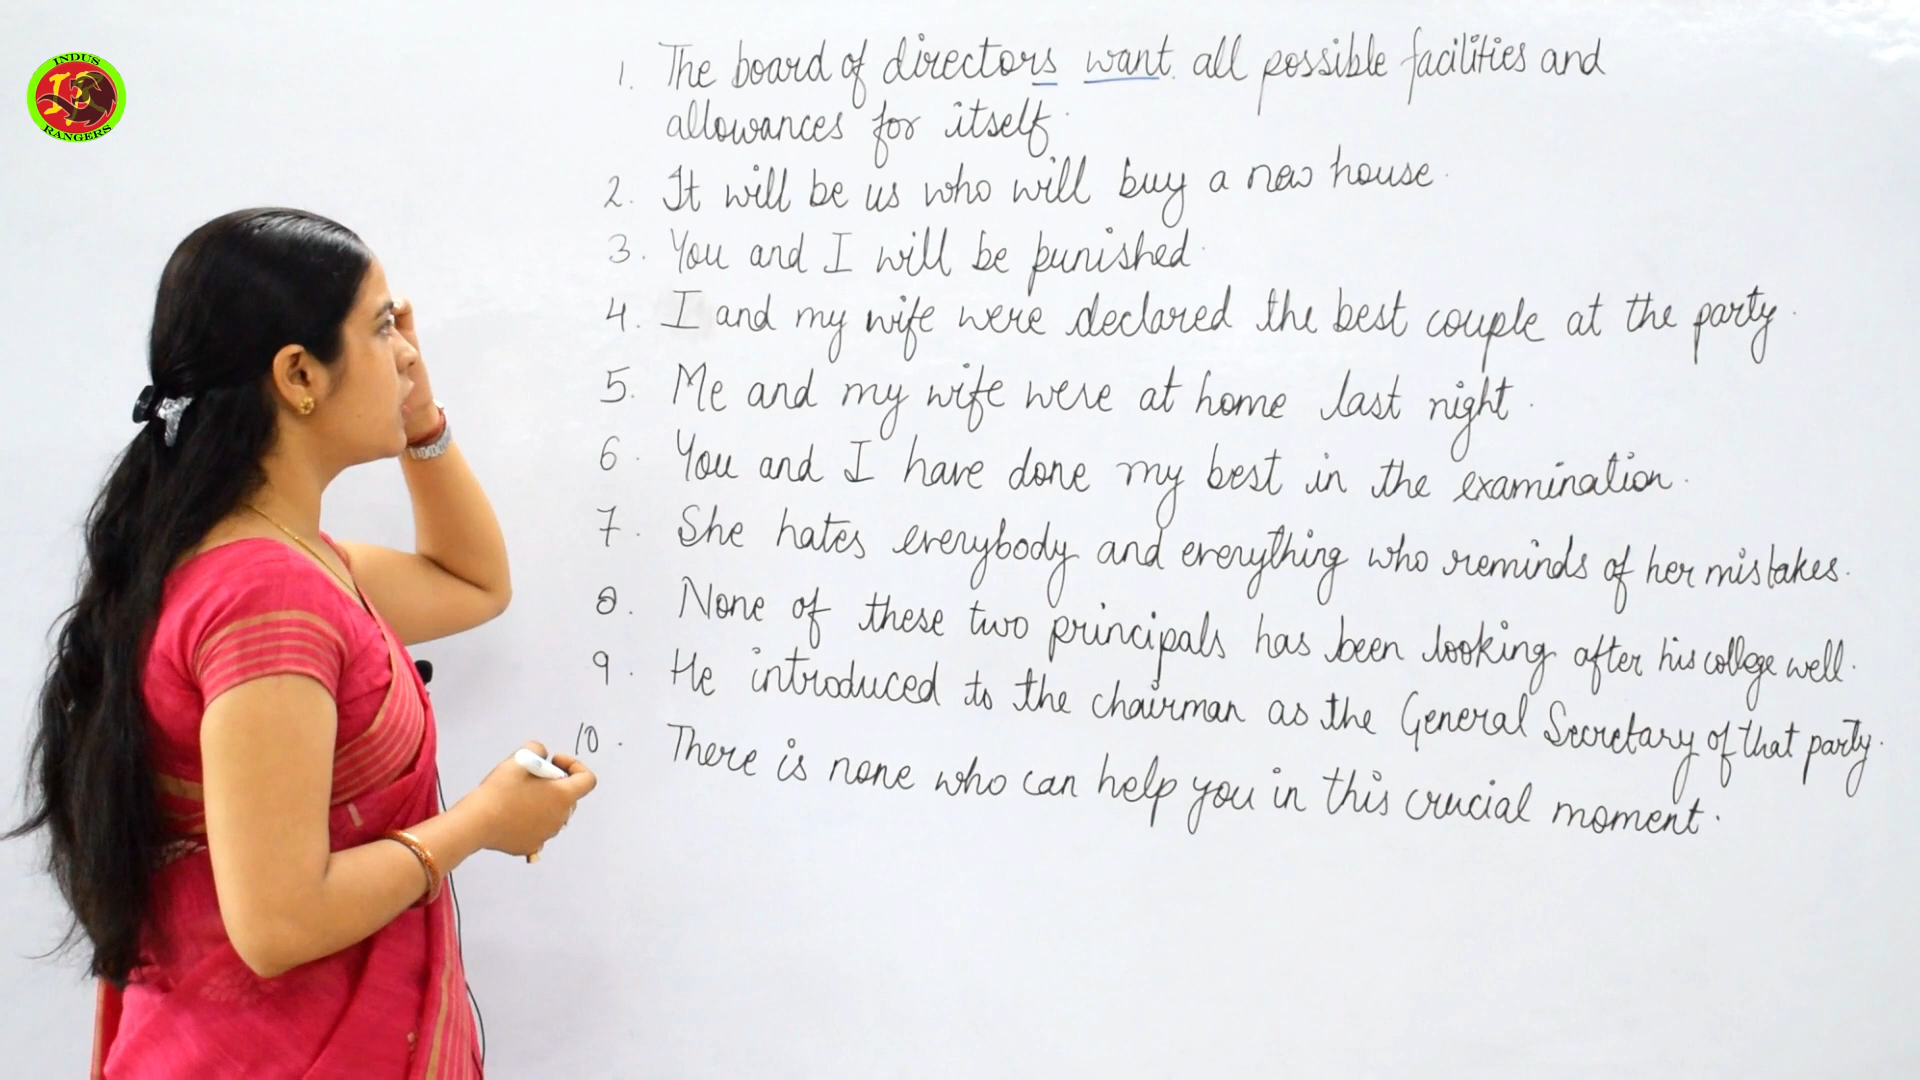 INDUS
IR
RANGERS
1. The board of directors want all possible facilities and
allowances for itself.
2. It will be us who will buy a new house.
3. You and I will be punished.
4. I and my wife were declared the best couple at the party.
5. Me and my wife were at home last night.
6. You and I have done my best in the examination.
7. She hates everybody and everything who reminds of her mistakes.
8. None of these two principals has been looking after his college well.
9. He introduced to the chairman as the General Secretary of that party.
10. There is none who can help you in this crucial moment.